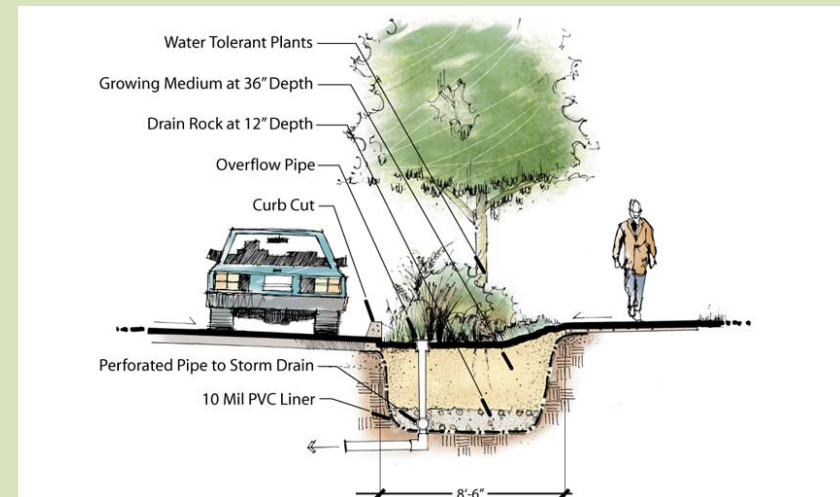 Water Tolerant Plants
Growing Medium at 36" Depth
Drain Rock at 12" Depth
Overflow Pipe
Curb Cut
Perforated Pipe to Storm Drain
10 Mil PVC Liner
8'-6"